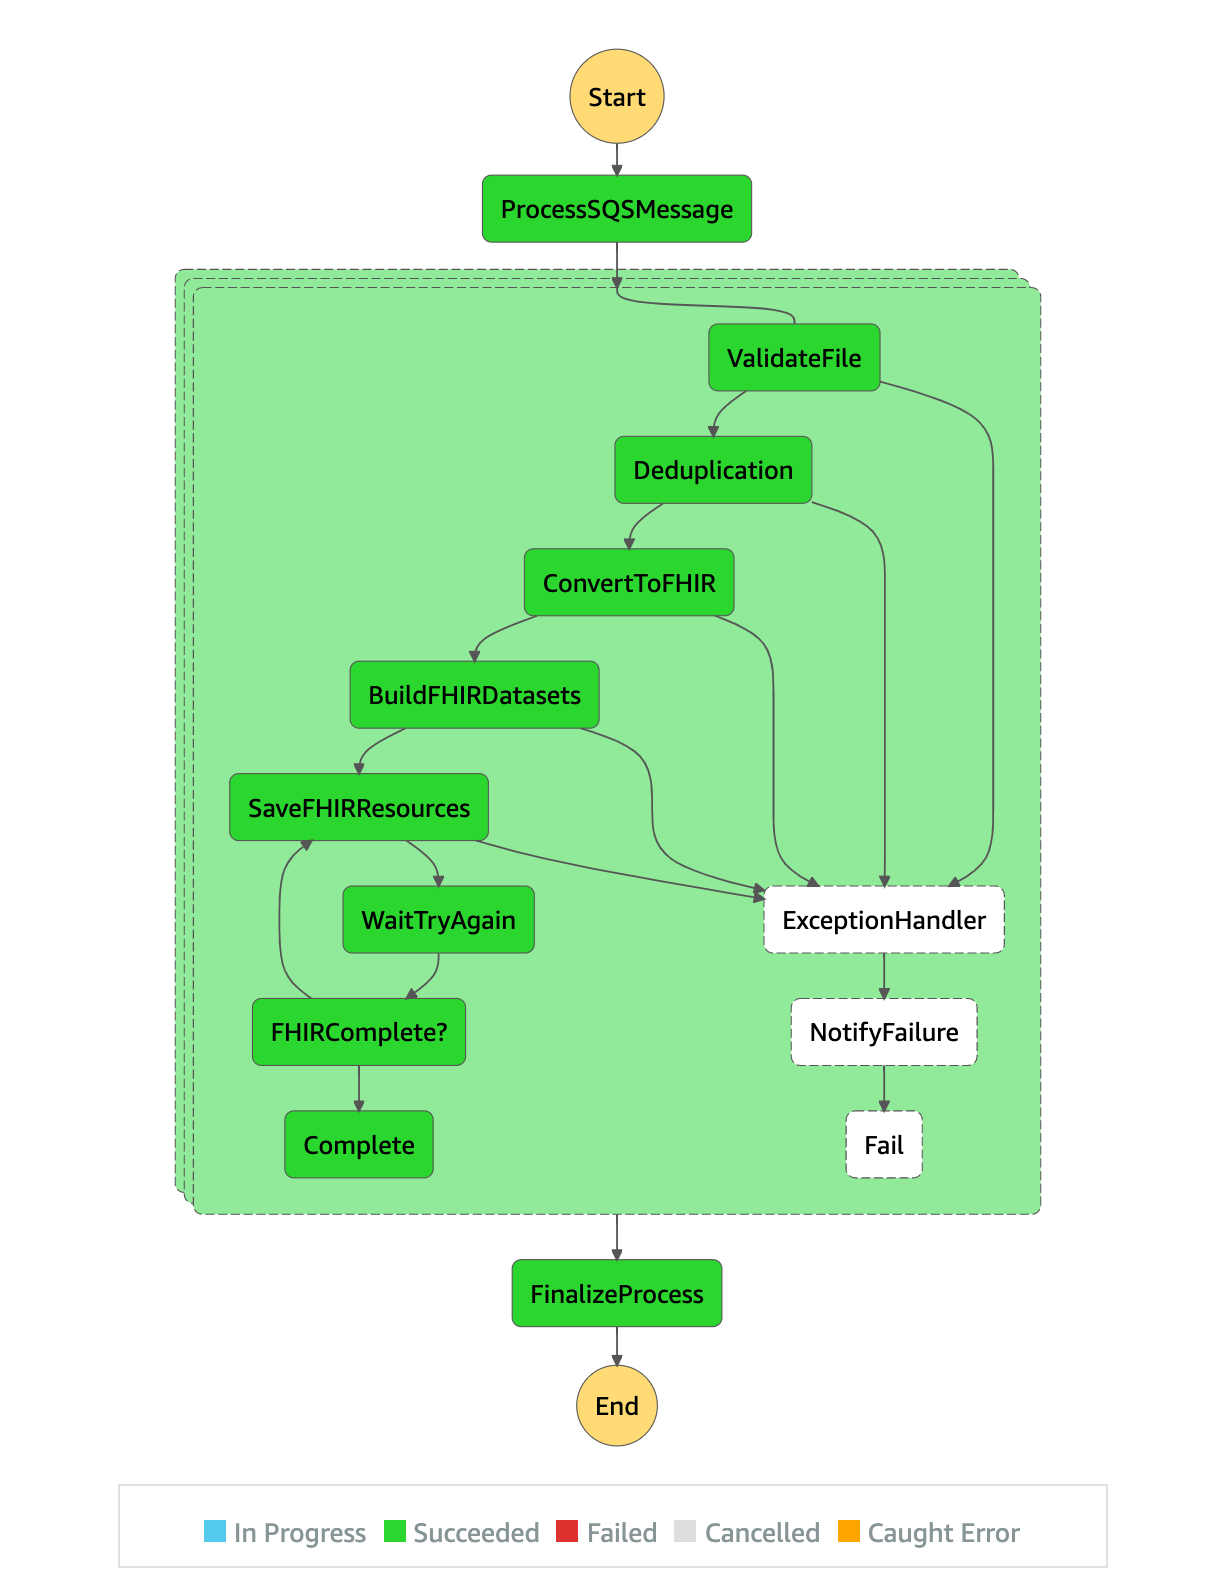 Start
ProcessSQSMessage
ValidateFile
Deduplication
ConvertToFHIR
BuildFHIRDatasets
SaveFHIRResources
WaitTryAgain
ExceptionHandler
FHIRComplete?
NotifyFailure
Complete
Fail
FinalizeProcess
End
In Progress Succeeded Failed Cancelled Caught Error